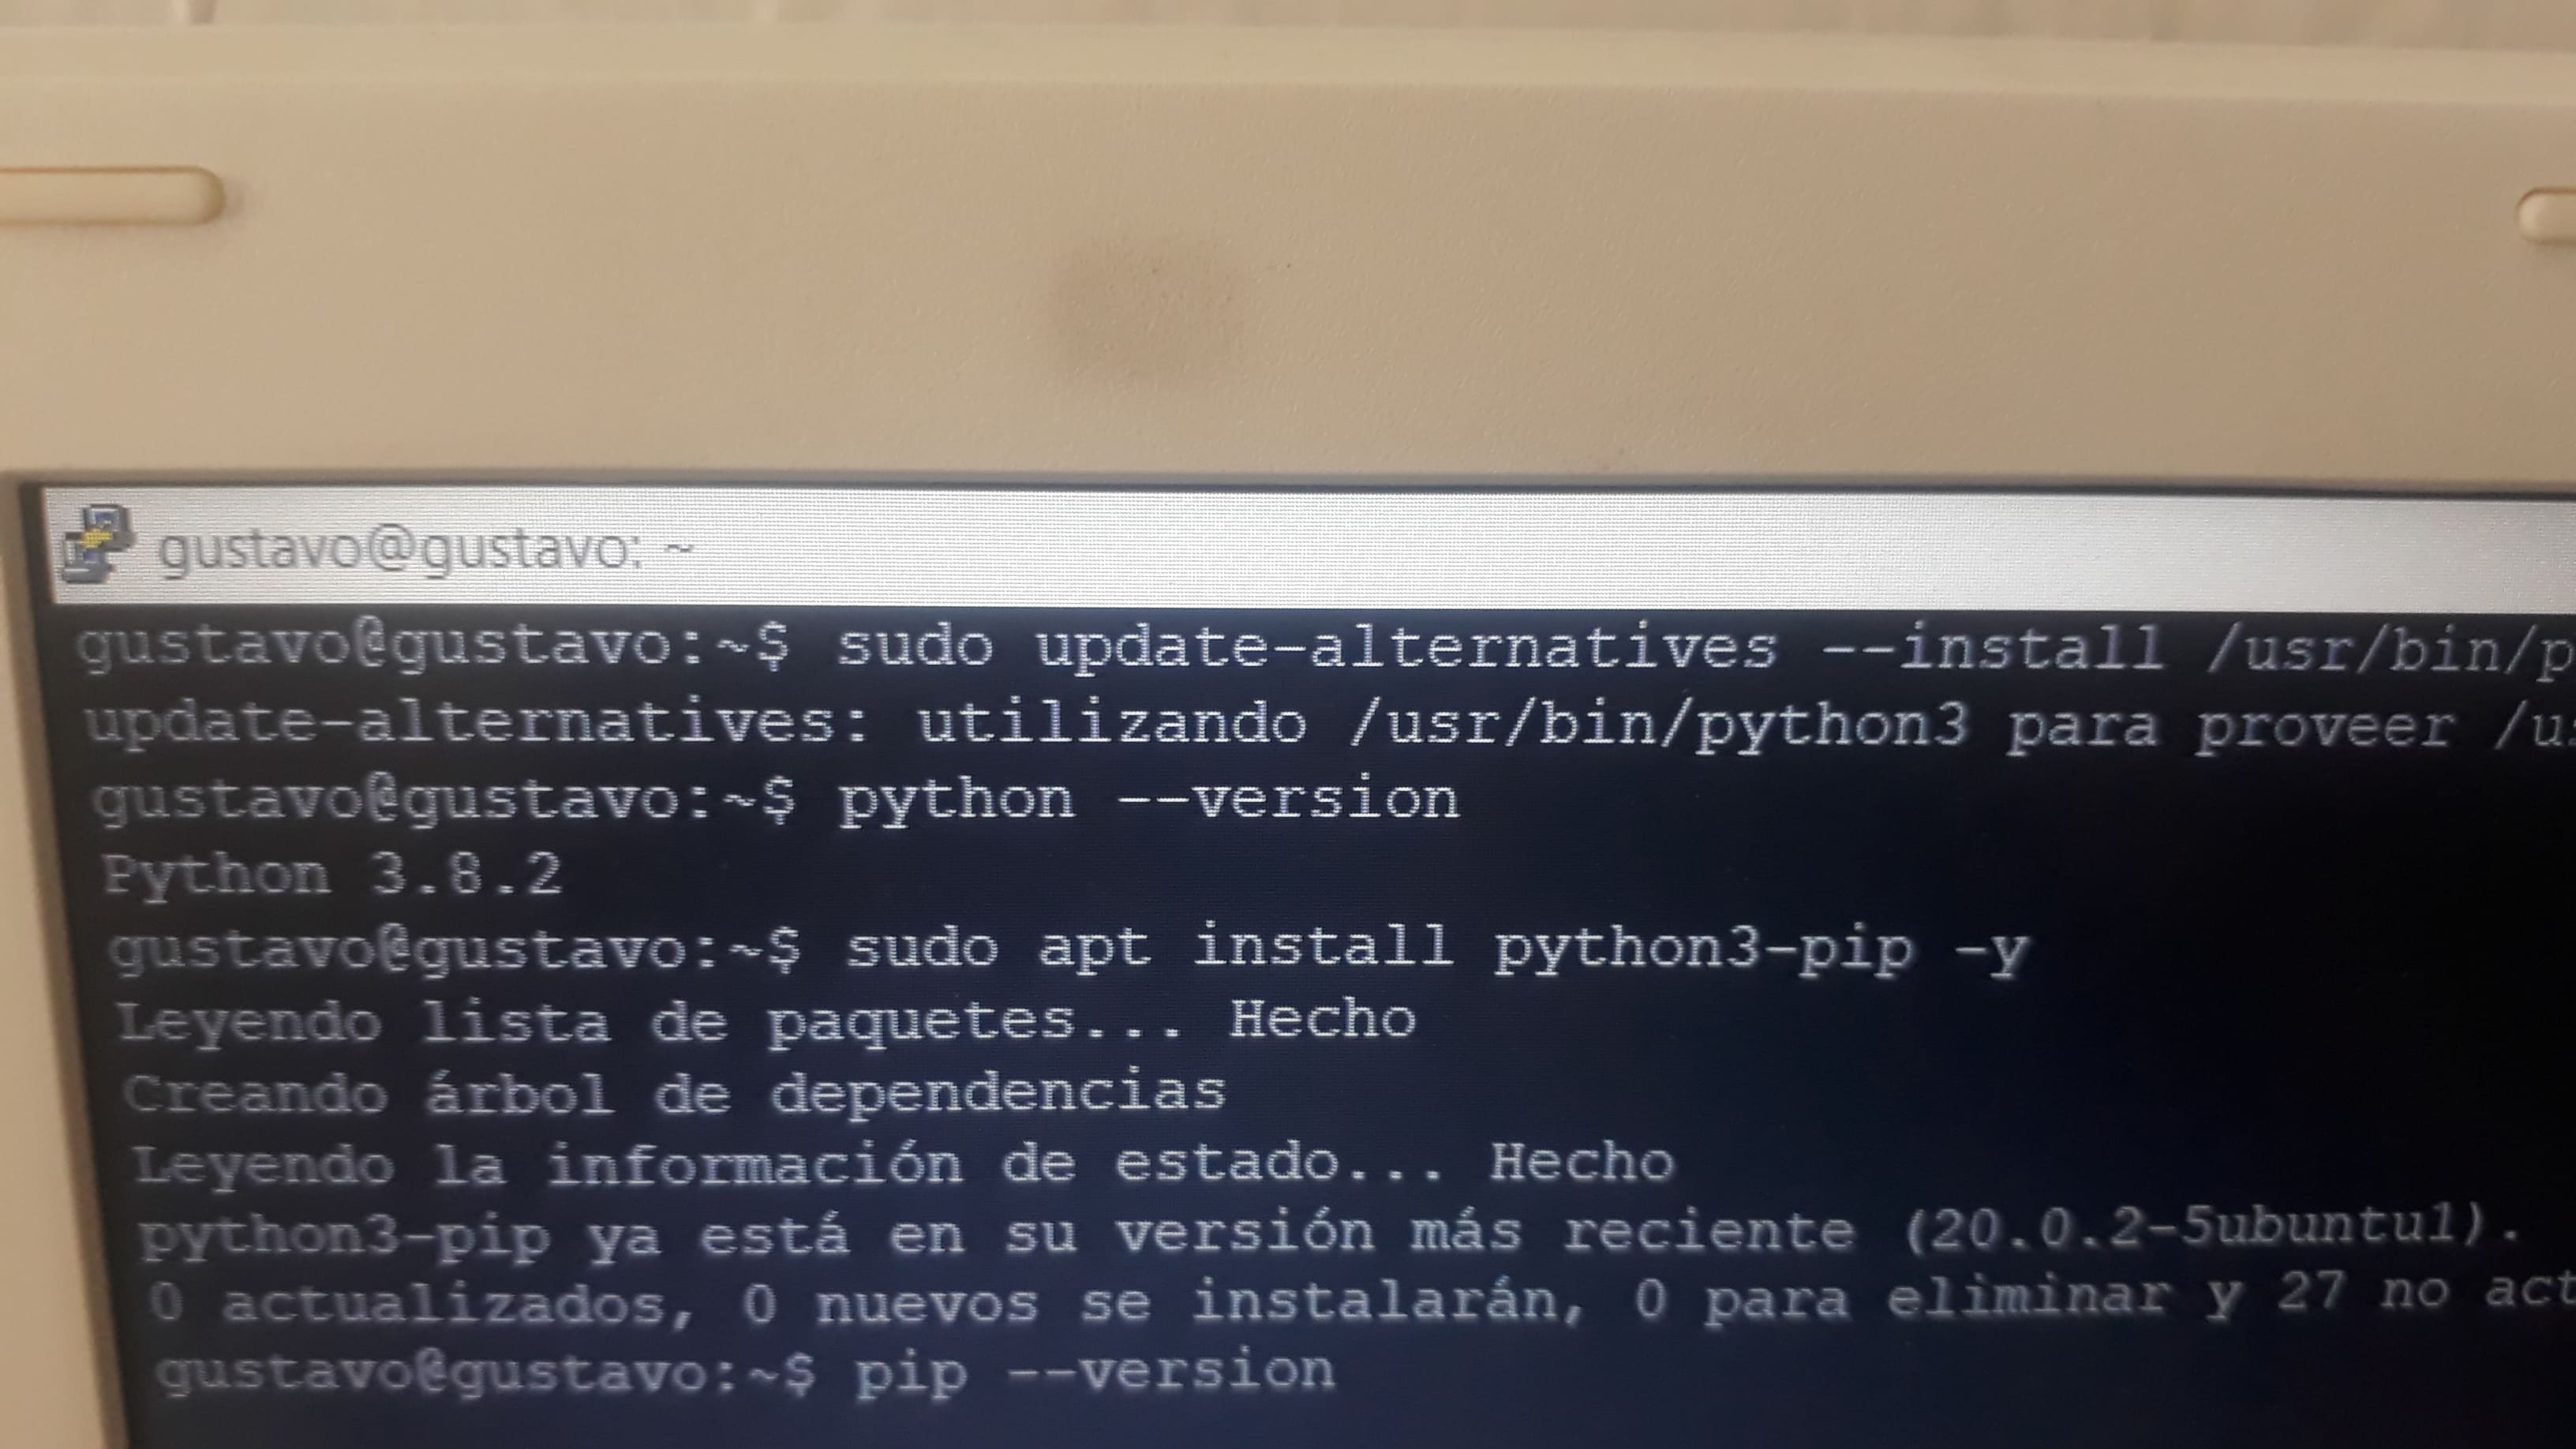 gustavo@gustavo: ~
gustavo@gustavo:~$ sudo update-alternatives --install /usr/bin/p
update-alternatives: utilizando /usr/bin/python3 para proveer /us
gustavo@gustavo:~$ python --version
Python 3.8.2
gustavo@gustavo:~$ sudo apt install python3-pip -y
Leyendo lista de paquetes... Hecho
Creando árbol de dependencias
Leyendo la información de estado... Hecho
python3-pip ya está en su versión más reciente (20.0.2-5ubuntu1).
0 actualizados, 0 nuevos se instalarán, 0 para eliminar y 27 no act
gustavo@gustavo:~$ pip --version